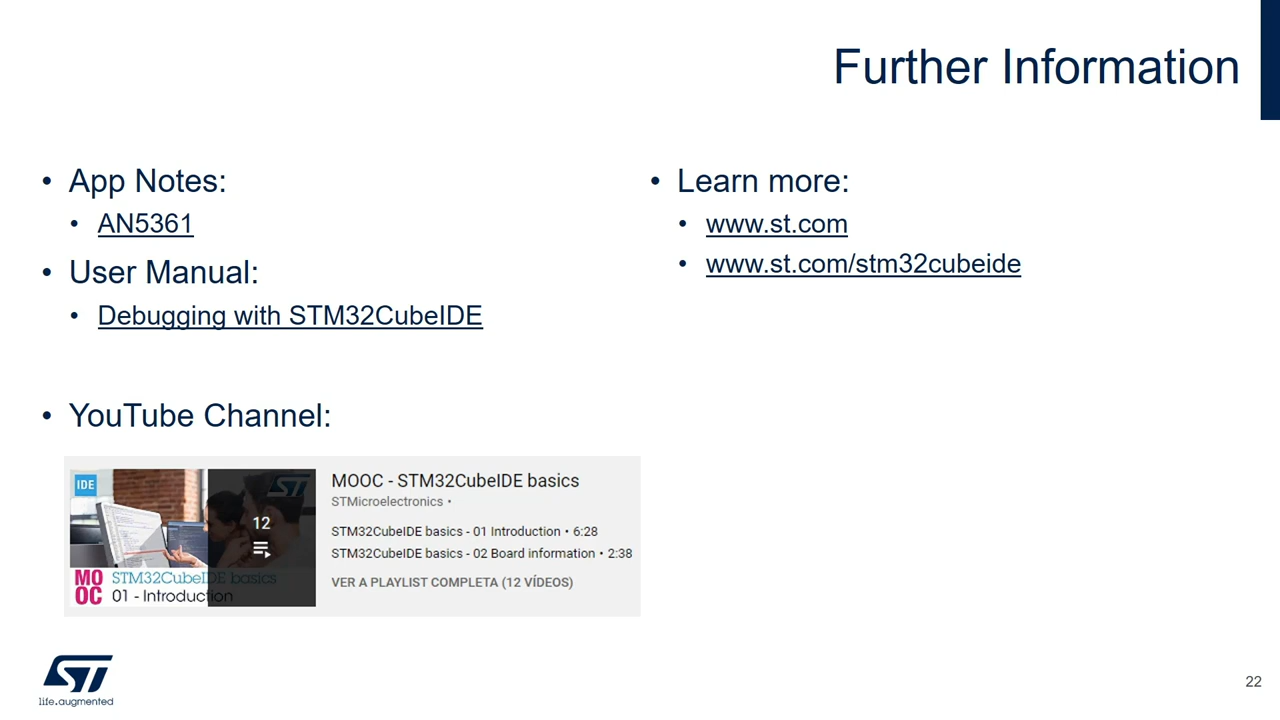 Further Information
• App Notes:
• AN5361
• User Manual:
• Debugging with STM32CubeIDE
• YouTube Channel:
IDE
ST
12
MOOC
STM32CubeIDE basics
01 - Introduction
MOOC - STM32CubeIDE basics
STMicroelectronics •
STM32CubeIDE basics - 01 Introduction • 6:28
STM32CubeIDE basics - 02 Board information • 2:38
VER A PLAYLIST COMPLETA (12 VÍDEOS)
• Learn more:
• www.st.com
• www.st.com/stm32cubeide
ST
life.augmented
22